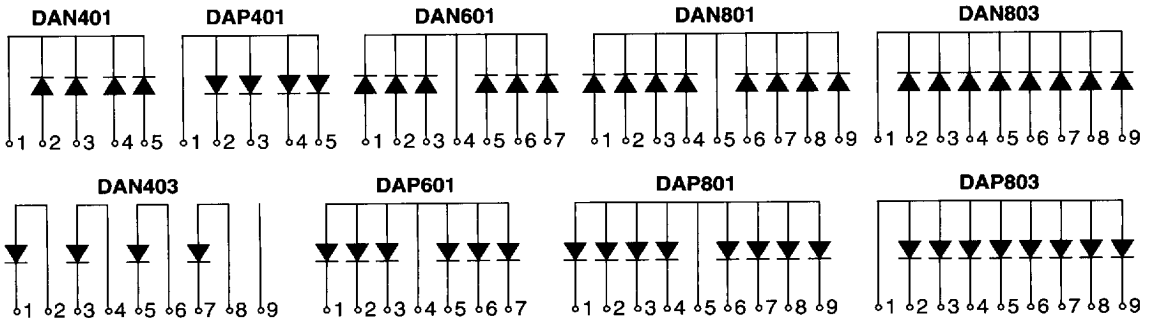 DAN401 DAP401 DAN601 DAN801 DAN803
1 2 3 4 5 1 2 3 4 5 1 2 3 4 5 6 7 1 2 3 4 5 6 7 8 9 1 2 3 4 5 6 7 8 9
DAN403 DAP601 DAP801 DAP803
1 2 3 4 5 6 7 8 9 1 2 3 4 5 6 7 1 2 3 4 5 6 7 8 9 1 2 3 4 5 6 7 8 9